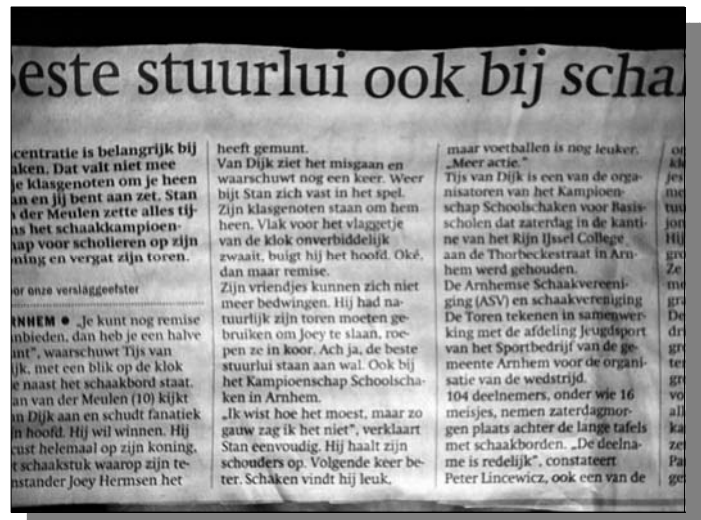 este stuurlui ook bij scha
centratie is belangrijk bij
aken. Dat valt niet mee
je klasgenoten om je heen
an en jij bent aan zet. Stan
der Meulen zette alles tij-
ns het schaakkampioen-
hap voor scholieren op zijn
ning en vergat zijn toren.
or onze verslaggeefster
RNHEM ● „Je kunt nog remise
nbieden, dan heb je een halve
unt”, waarschuwt Tijs van
ijk, met een blik op de klok
e naast het schaakbord staat.
an van der Meulen (10) kijkt
n Dijk aan en schudt fanatiek
jn hoofd. Hij wil winnen. Hij
cust helemaal op zijn koning,
t schaakstuk waarop zijn te-
nstander Joey Hermsen het
heeft gemunt.
Van Dijk ziet het misgaan en
waarschuwt nog een keer. Weer
bijt Stan zich vast in het spel.
Zijn klasgenoten staan om hem
heen. Vlak voor het vlaggetje
van de klok onverbiddelijk
zwaait, buigt hij het hoofd. Oké,
dan maar remise.
Zijn vriendjes kunnen zich niet
meer bedwingen. Hij had na-
tuurlijk zijn toren moeten ge-
bruiken om Joey te slaan, roe-
pen ze in koor. Ach ja, de beste
stuurlui staan aan wal. Ook bij
het Kampioenschap Schoolscha-
ken in Arnhem.
„Ik wist hoe het moest, maar zo
gauw zag ik het niet”, verklaart
Stan eenvoudig. Hij haalt zijn
schouders op. Volgende keer be-
ter. Schaken vindt hij leuk,
maar voetballen is nog leuker.
„Meer actie.”
Tijs van Dijk is een van de orga-
nisatoren van het Kampioen-
schap Schoolschaken voor Basis-
scholen dat zaterdag in de kanti-
ne van het Rijn IJssel College
aan de Thorbeckestraat in Arn-
hem werd gehouden.
De Arnhemse Schaakvereeni-
ging (ASV) en schaakvereniging
De Toren tekenen in samenwer-
king met de afdeling Jeugdsport
van het Sportbedrijf van de ge-
meente Arnhem voor de organi-
satie van de wedstrijd.
104 deelnemers, onder wie 16
meisjes, nemen zaterdagmor-
gen plaats achter de lange tafels
met schaakborden. „De deelna-
me is redelijk”, constateert
Peter Lincewicz, ook een van de